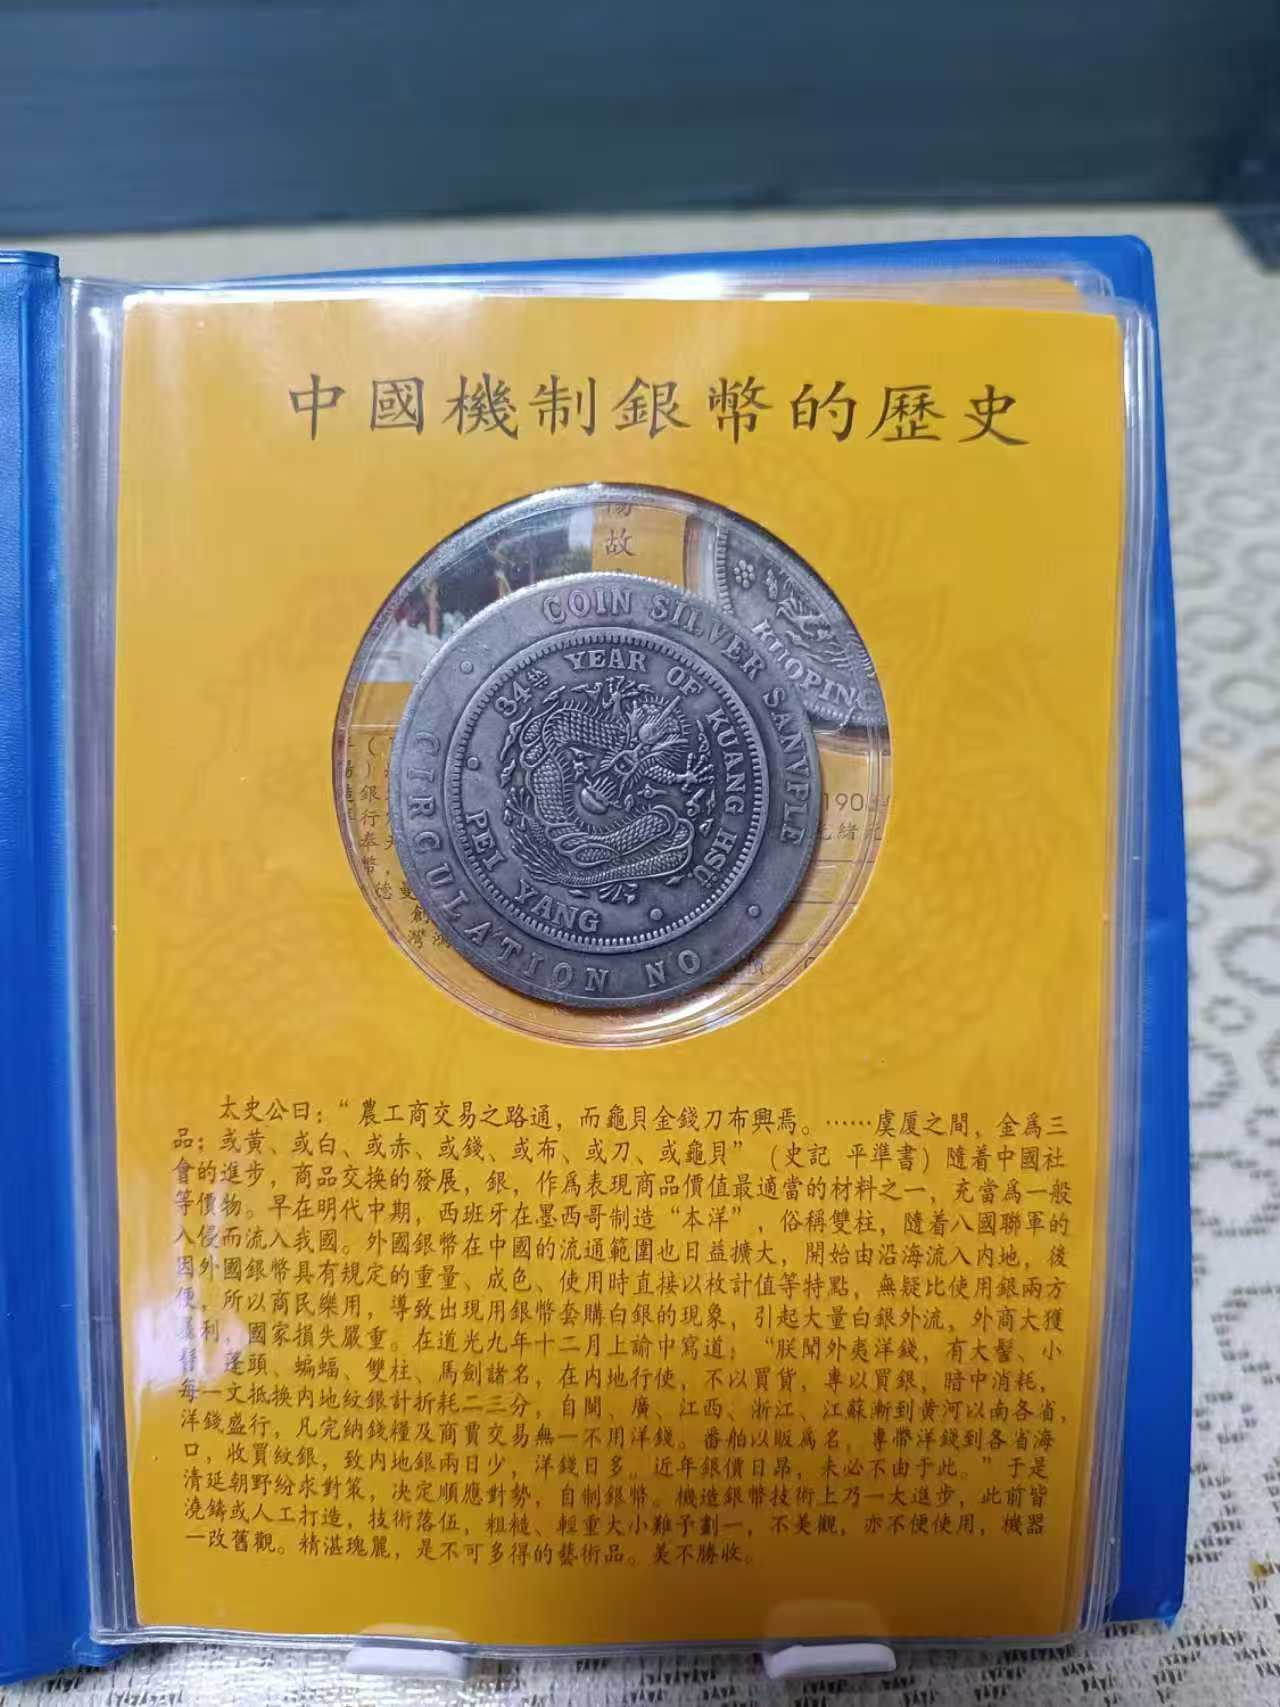 中國機制銀幣的歷史
故
COIN SILVER SANVPLE
CIRCULATION NO
34th YEAR OF KUANG HSÜ
PEI YANG
KUOPING
190
太史公曰：“農工商交易之路通，而龜貝金錢刀布興焉。……虞厦之間，金爲三
品；或黄、或白、或赤、或錢、或布、或刀、或龜貝”（史記 平準書）隨着中國社
會的進步，商品交换的發展，銀，作爲表現商品價值最適當的材料之一，充當爲一般
等價物。早在明代中期，西班牙在墨西哥制造“本洋”，俗稱雙柱，隨着八國聯軍的
入侵而流入我國。外國銀幣在中國的流通範圍也日益擴大，開始由沿海流入内地，後
因外國銀幣具有規定的重量、成色、使用時直接以枚計值等特點，無疑比使用銀兩方
便，所以商民樂用，導致出現用銀幣套購白銀的現象，引起大量白銀外流，外商大獲
暴利，國家損失嚴重。在道光九年十二月上諭中寫道：“朕聞外夷洋錢，有大髻、小
髻、蓬頭、蝙蝠、雙柱、馬劍諸名，在内地行使，不以買貨，專以買銀，暗中消耗，
每一文抵换内地紋銀計折耗二三分，自閩、廣、江西、浙江、江蘇漸到黄河以南各省，
洋錢盛行，凡完納錢糧及商賈交易無一不用洋錢。番舶以販爲名，專帶洋錢到各省海
口，收買紋銀，致内地銀兩日少，洋錢日多。近年銀價日昂，未必不由于此。”于是
清延朝野紛求對策，决定順應對勢，自制銀幣。機造銀幣技術上乃一大進步，此前皆
澆鑄或人工打造，技術落伍，粗糙、輕重大小難予劃一，不美觀，亦不便使用，機器
一改舊觀。精湛瑰麗，是不可多得的藝術品。美不勝收。